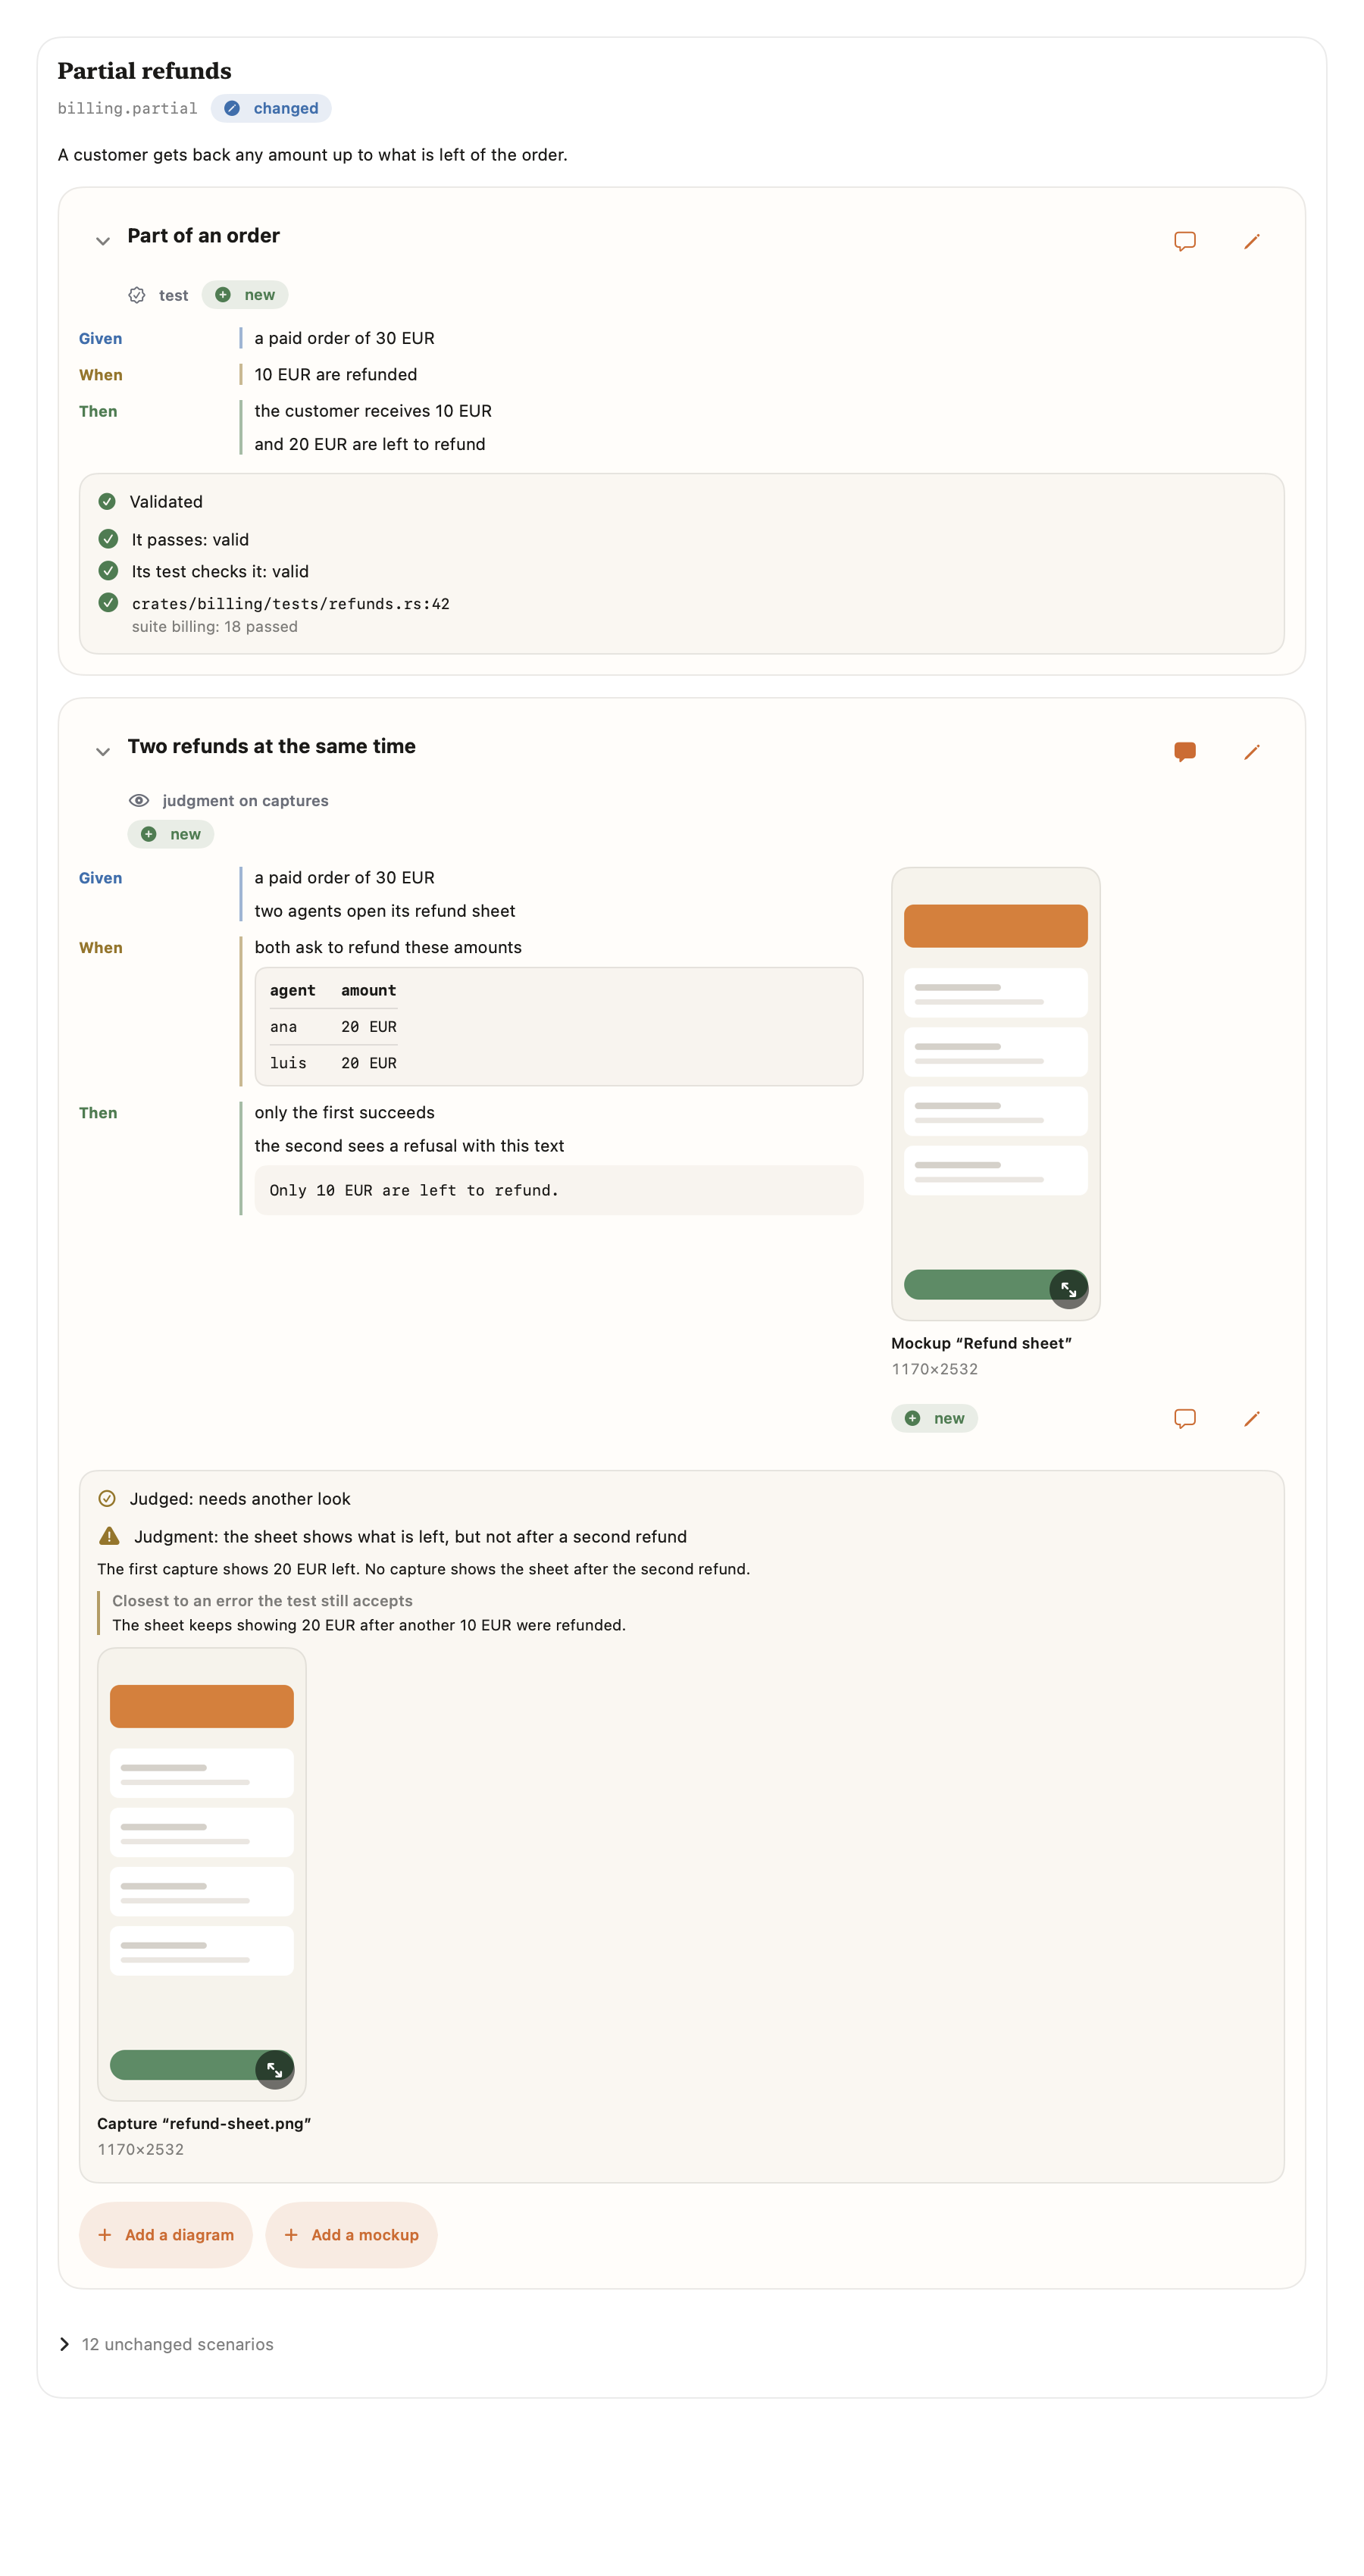 Partial refunds
billing.partial changed
A customer gets back any amount up to what is left of the order.
Part of an order
test new
Given a paid order of 30 EUR
When 10 EUR are refunded
Then the customer receives 10 EUR
and 20 EUR are left to refund
Validated
It passes: valid
Its test checks it: valid
crates/billing/tests/refunds.rs:42
suite billing: 18 passed
Two refunds at the same time
judgment on captures
new
Given a paid order of 30 EUR
two agents open its refund sheet
When both ask to refund these amounts
agent amount
ana 20 EUR
luis 20 EUR
Then only the first succeeds
the second sees a refusal with this text
Only 10 EUR are left to refund.
Mockup “Refund sheet”
1170×2532
new
Judged: needs another look
Judgment: the sheet shows what is left, but not after a second refund
The first capture shows 20 EUR left. No capture shows the sheet after the second refund.
Closest to an error the test still accepts
The sheet keeps showing 20 EUR after another 10 EUR were refunded.
Capture “refund-sheet.png”
1170×2532
Add a diagram
Add a mockup
12 unchanged scenarios